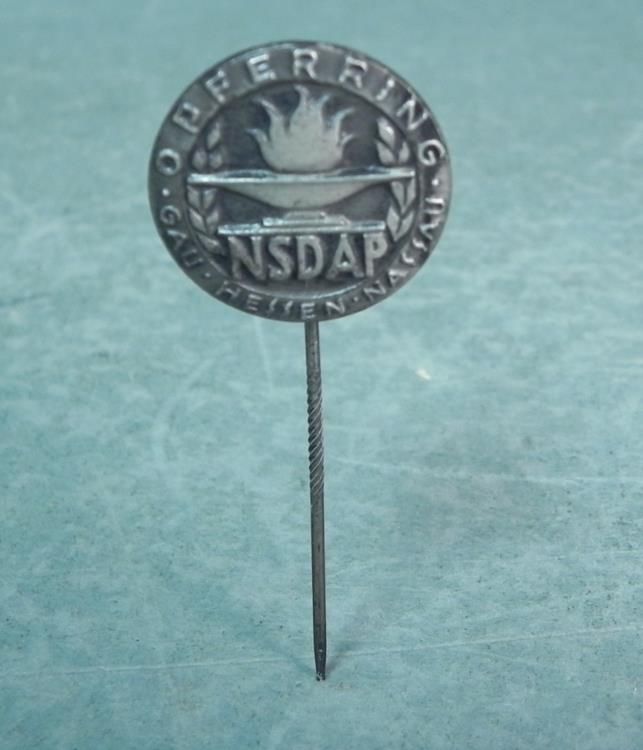 OPFERRING
NSDAP
· GAU · HESSEN · NASSAU ·